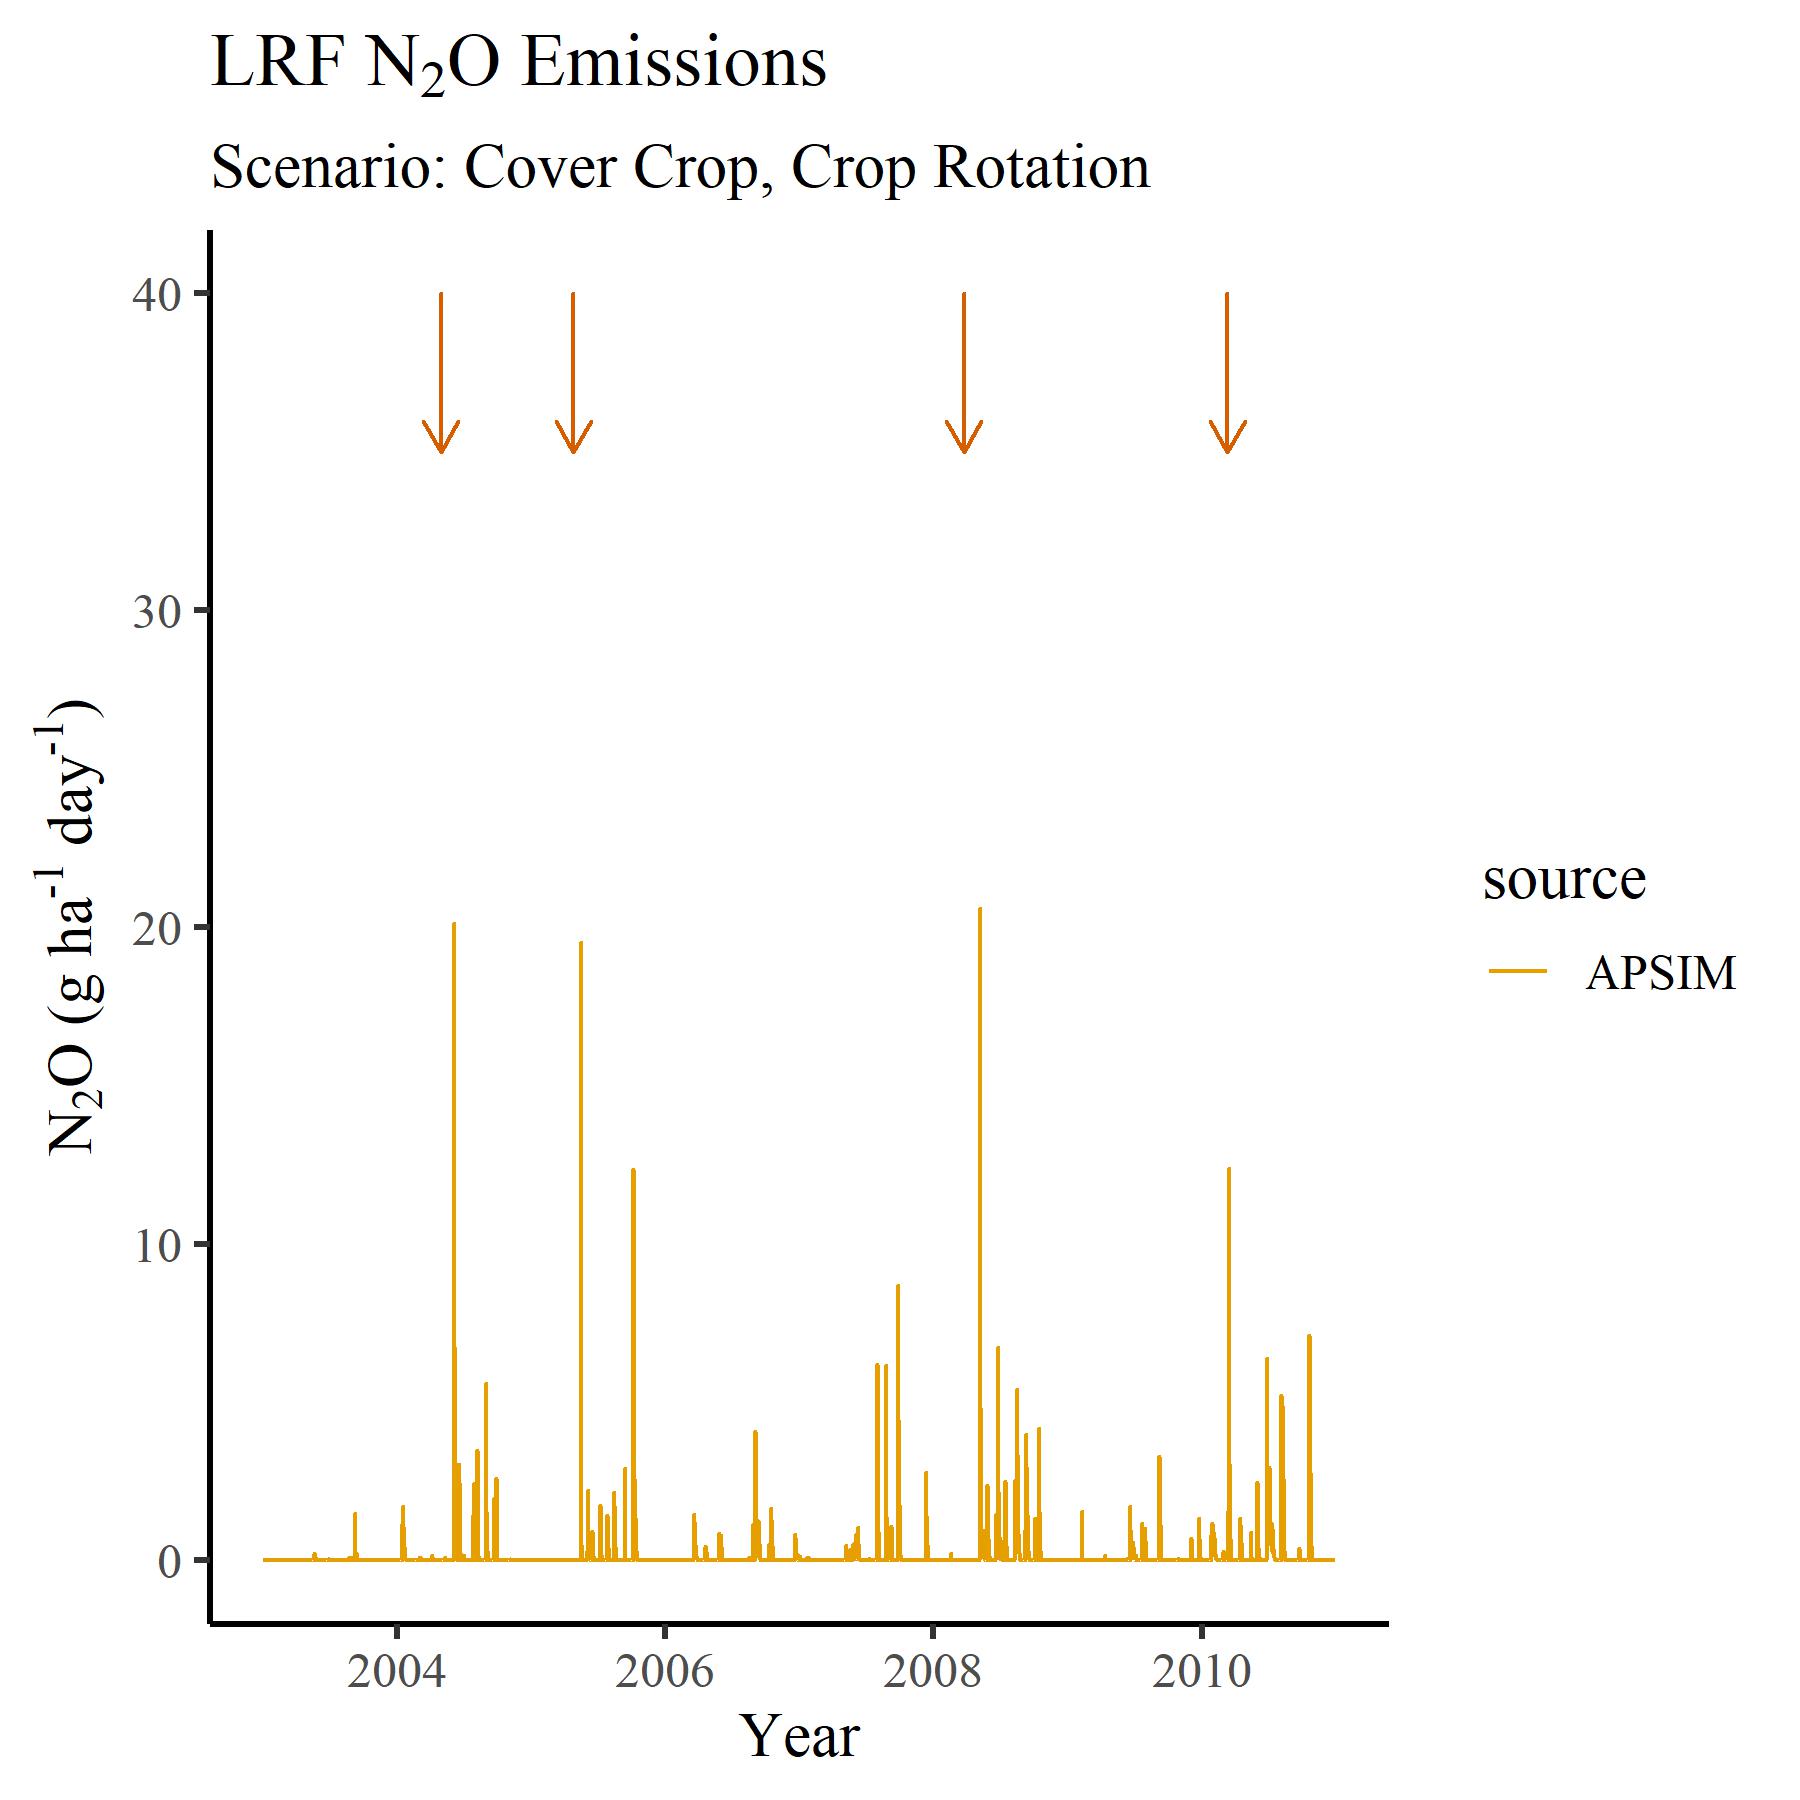 LRF N₂O Emissions
Scenario: Cover Crop, Crop Rotation
40
30
20
10
0
N₂O (g ha⁻¹ day⁻¹)
2004 2006 2008 2010
Year
source
APSIM